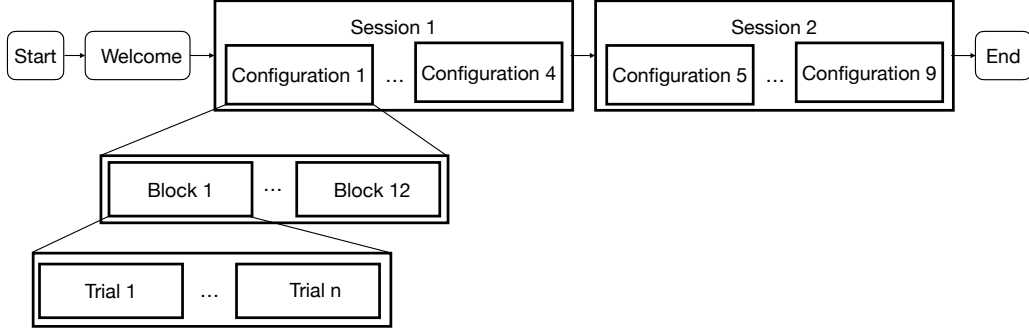 Session 1
Session 2
Start
Welcome
Configuration 1
...
Configuration 4
Configuration 5
...
Configuration 9
End
Block 1
...
Block 12
Trial 1
...
Trial n